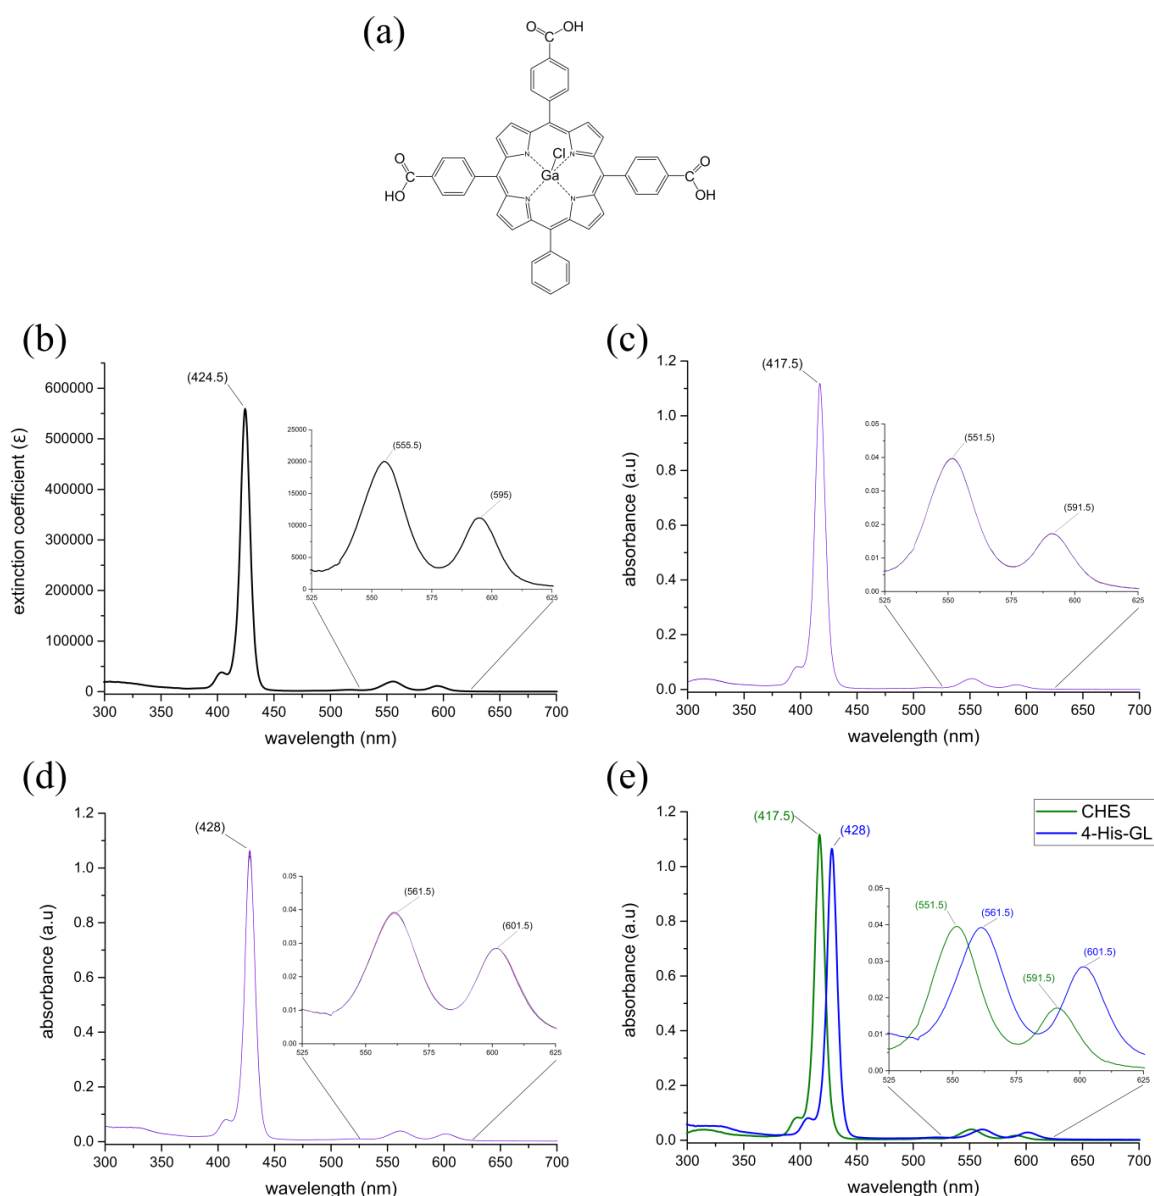 (a)
O OH
C
O
C
HO
N N
Cl
Ga
N N
O
C
OH
(b)
extinction coefficient (ε)
600000
500000
400000
300000
200000
100000
0
(424.5)
25000
20000
15000
10000
5000
0
(555.5)
(595)
525 550 575 600 625
300 350 400 450 500 550 600 650 700
wavelength (nm)
(c)
absorbance (a.u)
1.2
1.0
0.8
0.6
0.4
0.2
0.0
(417.5)
0.05
0.04
0.03
0.02
0.01
0.00
(551.5)
(591.5)
525 550 575 600 625
300 350 400 450 500 550 600 650 700
wavelength (nm)
(d)
absorbance (a.u)
1.2
1.0
0.8
0.6
0.4
0.2
0.0
(428)
0.05
0.04
0.03
0.02
0.01
0.00
(561.5)
(601.5)
525 550 575 600 625
300 350 400 450 500 550 600 650 700
wavelength (nm)
(e)
absorbance (a.u)
1.2
1.0
0.8
0.6
0.4
0.2
0.0
(417.5)
(428)
CHES
4-His-GL
0.05
0.04
0.03
0.02
0.01
0.00
(551.5)
(561.5)
(591.5)
(601.5)
525 550 575 600 625
300 350 400 450 500 550 600 650 700
wavelength (nm)